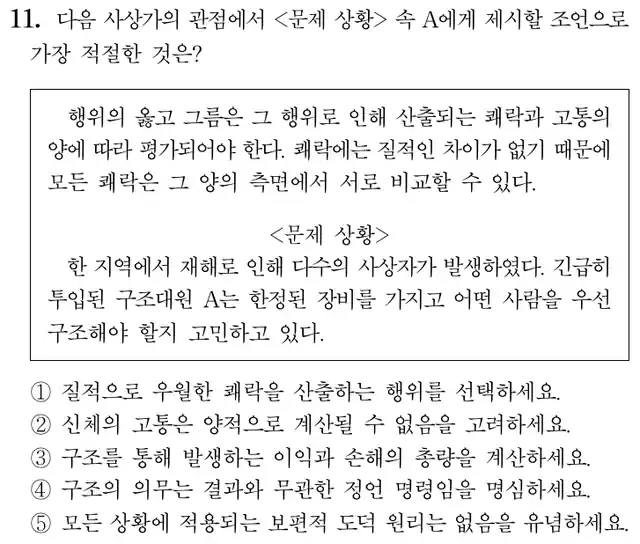 11. 다음 사상가의 관점에서 <문제 상황> 속 A에게 제시할 조언으로
가장 적절한 것은?
행위의 옳고 그름은 그 행위로 인해 산출되는 쾌락과 고통의
양에 따라 평가되어야 한다. 쾌락에는 질적인 차이가 없기 때문에
모든 쾌락은 그 양의 측면에서 서로 비교할 수 있다.
<문제 상황>
한 지역에서 재해로 인해 다수의 사상자가 발생하였다. 긴급히
투입된 구조대원 A는 한정된 장비를 가지고 어떤 사람을 우선
구조해야 할지 고민하고 있다.
① 질적으로 우월한 쾌락을 산출하는 행위를 선택하세요.
② 신체의 고통은 양적으로 계산될 수 없음을 고려하세요.
③ 구조를 통해 발생하는 이익과 손해의 총량을 계산하세요.
④ 구조의 의무는 결과와 무관한 정언 명령임을 명심하세요.
⑤ 모든 상황에 적용되는 보편적 도덕 원리는 없음을 유념하세요.